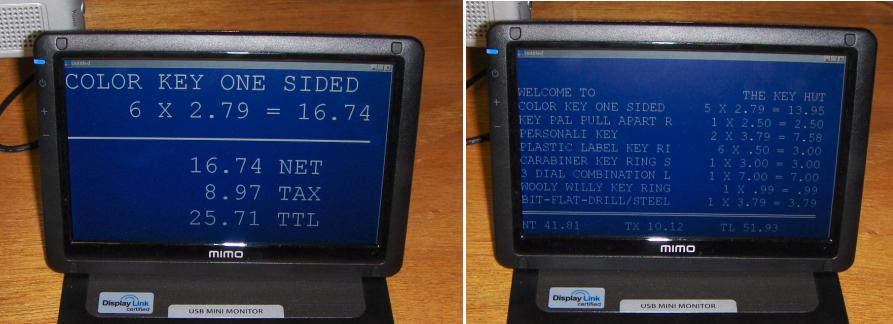 Untitled
COLOR KEY ONE SIDED
6 X 2.79 = 16.74
16.74 NET
8.97 TAX
25.71 TTL
mimo
DisplayLink
certified
USB MINI MONITOR
Untitled
WELCOME TO THE KEY HUT
COLOR KEY ONE SIDED 5 X 2.79 = 13.95
KEY PAL PULL APART R 1 X 2.50 = 2.50
PERSONALI KEY 2 X 3.79 = 7.58
PLASTIC LABEL KEY RI 6 X .50 = 3.00
CARABINER KEY RING S 1 X 3.00 = 3.00
3 DIAL COMBINATION L 1 X 7.00 = 7.00
WOOLY WILLY KEY RING 1 X .99 = .99
BIT-FLAT-DRILL/STEEL 1 X 3.79 = 3.79
NT 41.81 TX 10.12 TL 51.93
mimo
DisplayLink
certified
USB MINI MONITOR